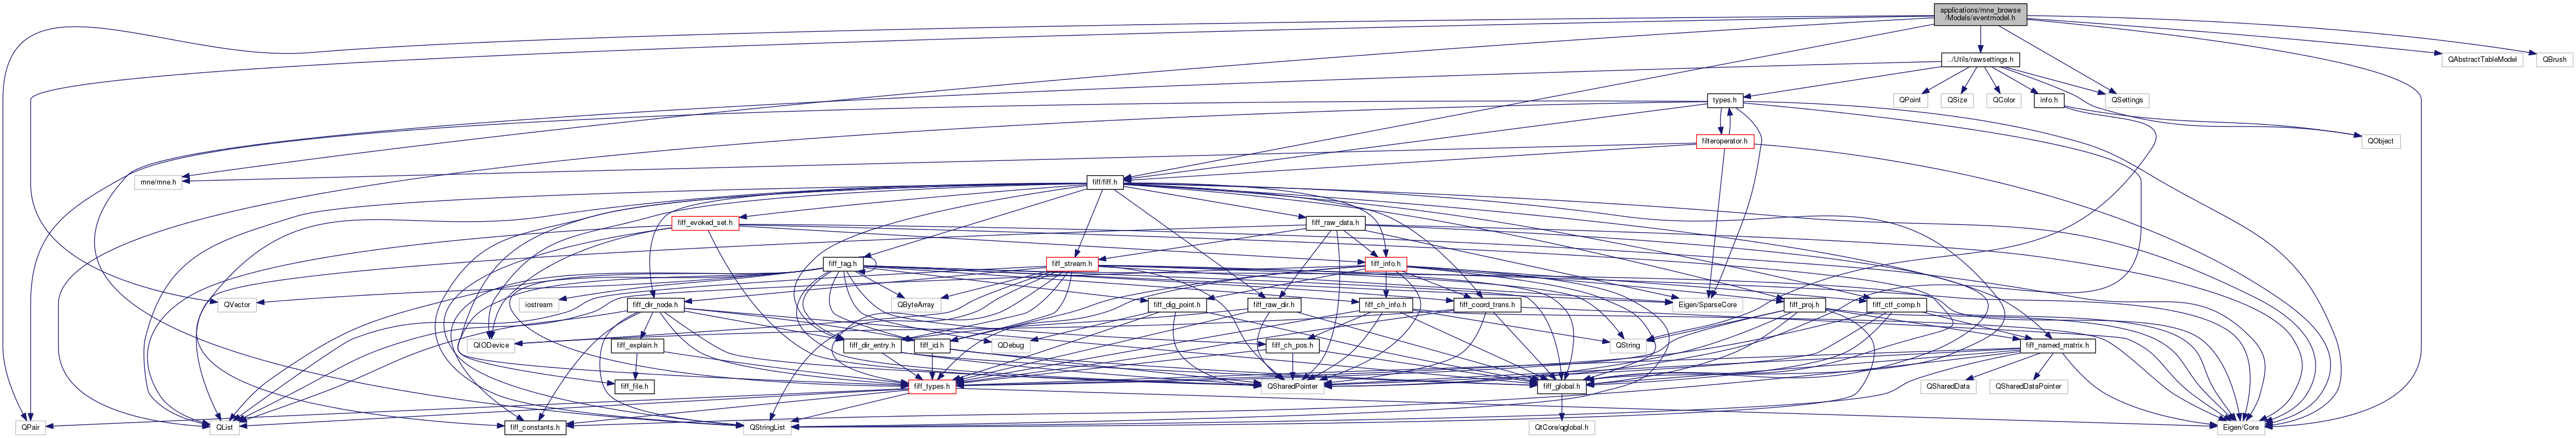 applications/mne_browse
/Models/eventmodel.h
../Utils/rawsettings.h
QAbstractTableModel
QBrush
types.h
QPoint
QSize
QColor
info.h
QSettings
filteroperator.h
QObject
mne/mne.h
fiff/fiff.h
fiff_evoked_set.h
fiff_raw_data.h
fiff_tag.h
fiff_stream.h
fiff_info.h
QVector
iostream
fiff_dir_node.h
QByteArray
fiff_dig_point.h
fiff_raw_dir.h
fiff_ch_info.h
fiff_coord_trans.h
Eigen/SparseCore
fiff_proj.h
fiff_ctf_comp.h
QIODevice
fiff_explain.h
fiff_dir_entry.h
fiff_id.h
QDebug
fiff_ch_pos.h
QString
fiff_named_matrix.h
fiff_file.h
fiff_types.h
QSharedPointer
fiff_global.h
QSharedData
QSharedDataPointer
QPair
QList
fiff_constants.h
QStringList
QtCore/qglobal.h
Eigen/Core